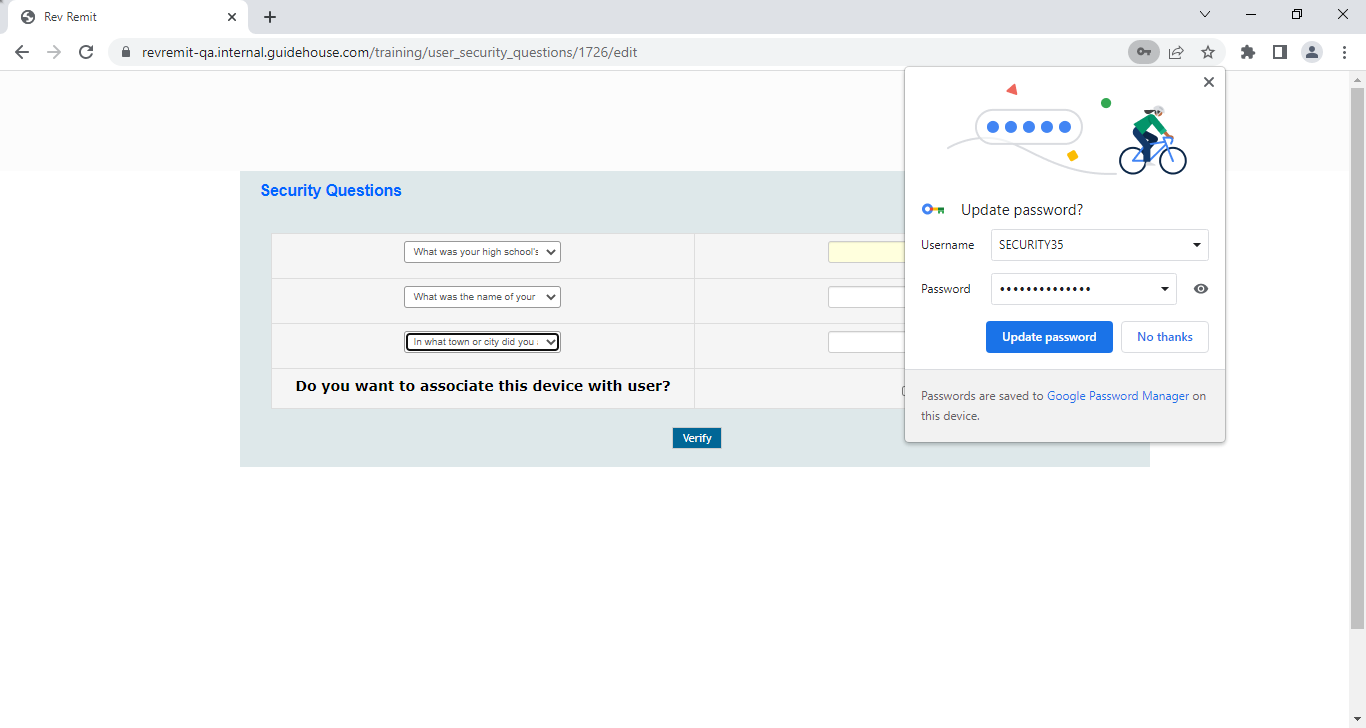 Rev Remit
revremit-qa.internal.guidehouse.com/training/user_security_questions/1726/edit
Security Questions
What was your high school's
What was the name of your
In what town or city did you
Do you want to associate this device with user?
Verify
Update password?
Username SECURITY35
Password ••••••••••••••
Update password No thanks
Passwords are saved to Google Password Manager on
this device.